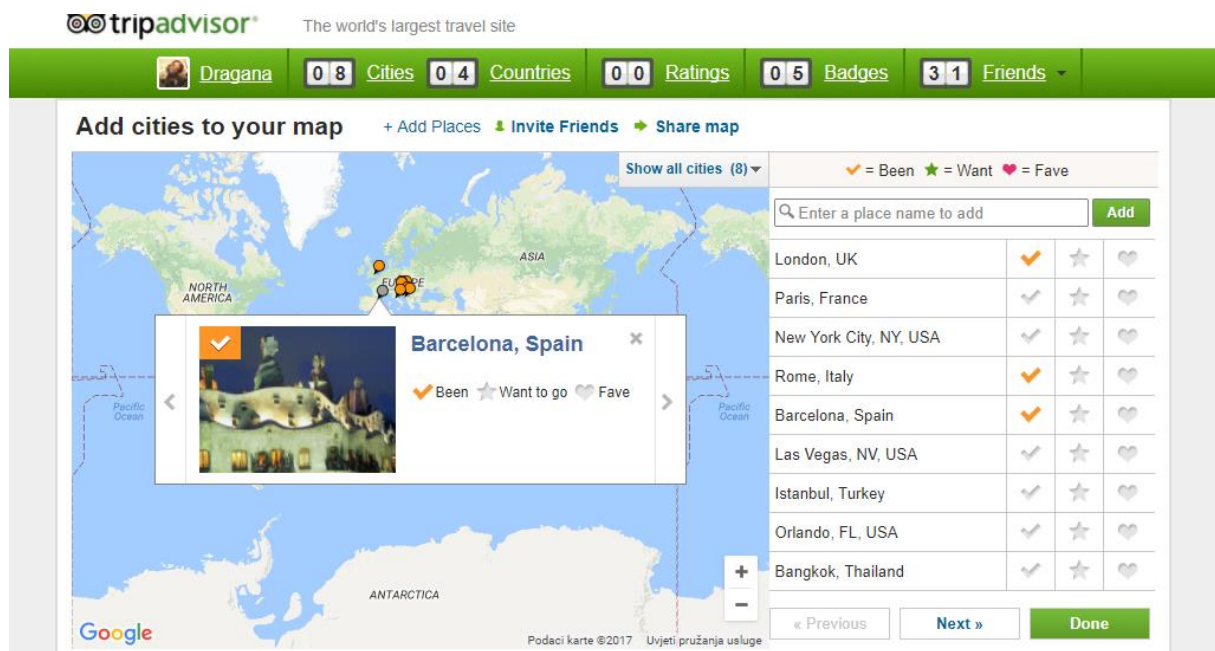 tripadvisor® The world's largest travel site
Dragana 08 Cities 04 Countries 00 Ratings 05 Badges 31 Friends
Add cities to your map + Add Places Invite Friends Share map
Show all cities (8)
= Been = Want = Fave
Enter a place name to add Add
London, UK
Paris, France
New York City, NY, USA
Rome, Italy
Barcelona, Spain
Las Vegas, NV, USA
Istanbul, Turkey
Orlando, FL, USA
Bangkok, Thailand
« Previous Next » Done
ASIA
NORTH
AMERICA
Barcelona, Spain
Been Want to go Fave
Pacific
Ocean
Pacific
Ocean
ANTARCTICA
+
−
Google
Podaci karte ©2017 Uvjeti pružanja usluge